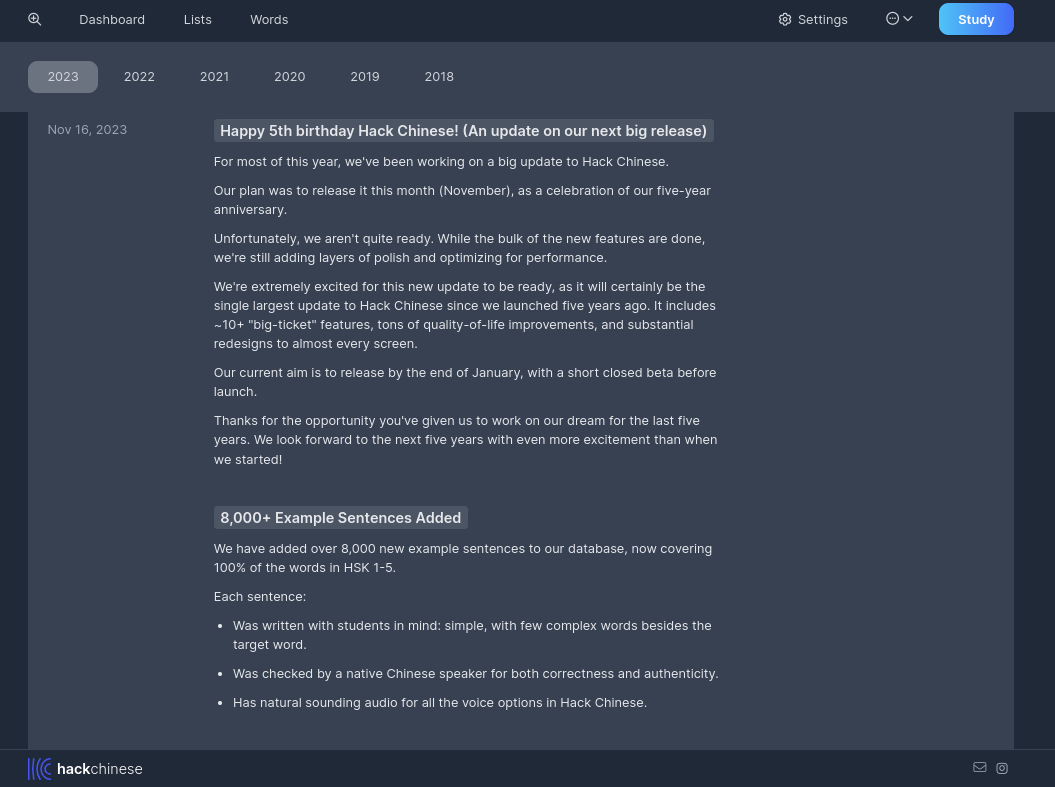 Dashboard Lists Words Settings Study
2023 2022 2021 2020 2019 2018
Nov 16, 2023
Happy 5th birthday Hack Chinese! (An update on our next big release)
For most of this year, we've been working on a big update to Hack Chinese.
Our plan was to release it this month (November), as a celebration of our five-year
anniversary.
Unfortunately, we aren't quite ready. While the bulk of the new features are done,
we're still adding layers of polish and optimizing for performance.
We're extremely excited for this new update to be ready, as it will certainly be the
single largest update to Hack Chinese since we launched five years ago. It includes
~10+ "big-ticket" features, tons of quality-of-life improvements, and substantial
redesigns to almost every screen.
Our current aim is to release by the end of January, with a short closed beta before
launch.
Thanks for the opportunity you've given us to work on our dream for the last five
years. We look forward to the next five years with even more excitement than when
we started!
8,000+ Example Sentences Added
We have added over 8,000 new example sentences to our database, now covering
100% of the words in HSK 1-5.
Each sentence:
• Was written with students in mind: simple, with few complex words besides the
target word.
• Was checked by a native Chinese speaker for both correctness and authenticity.
• Has natural sounding audio for all the voice options in Hack Chinese.
hackchinese